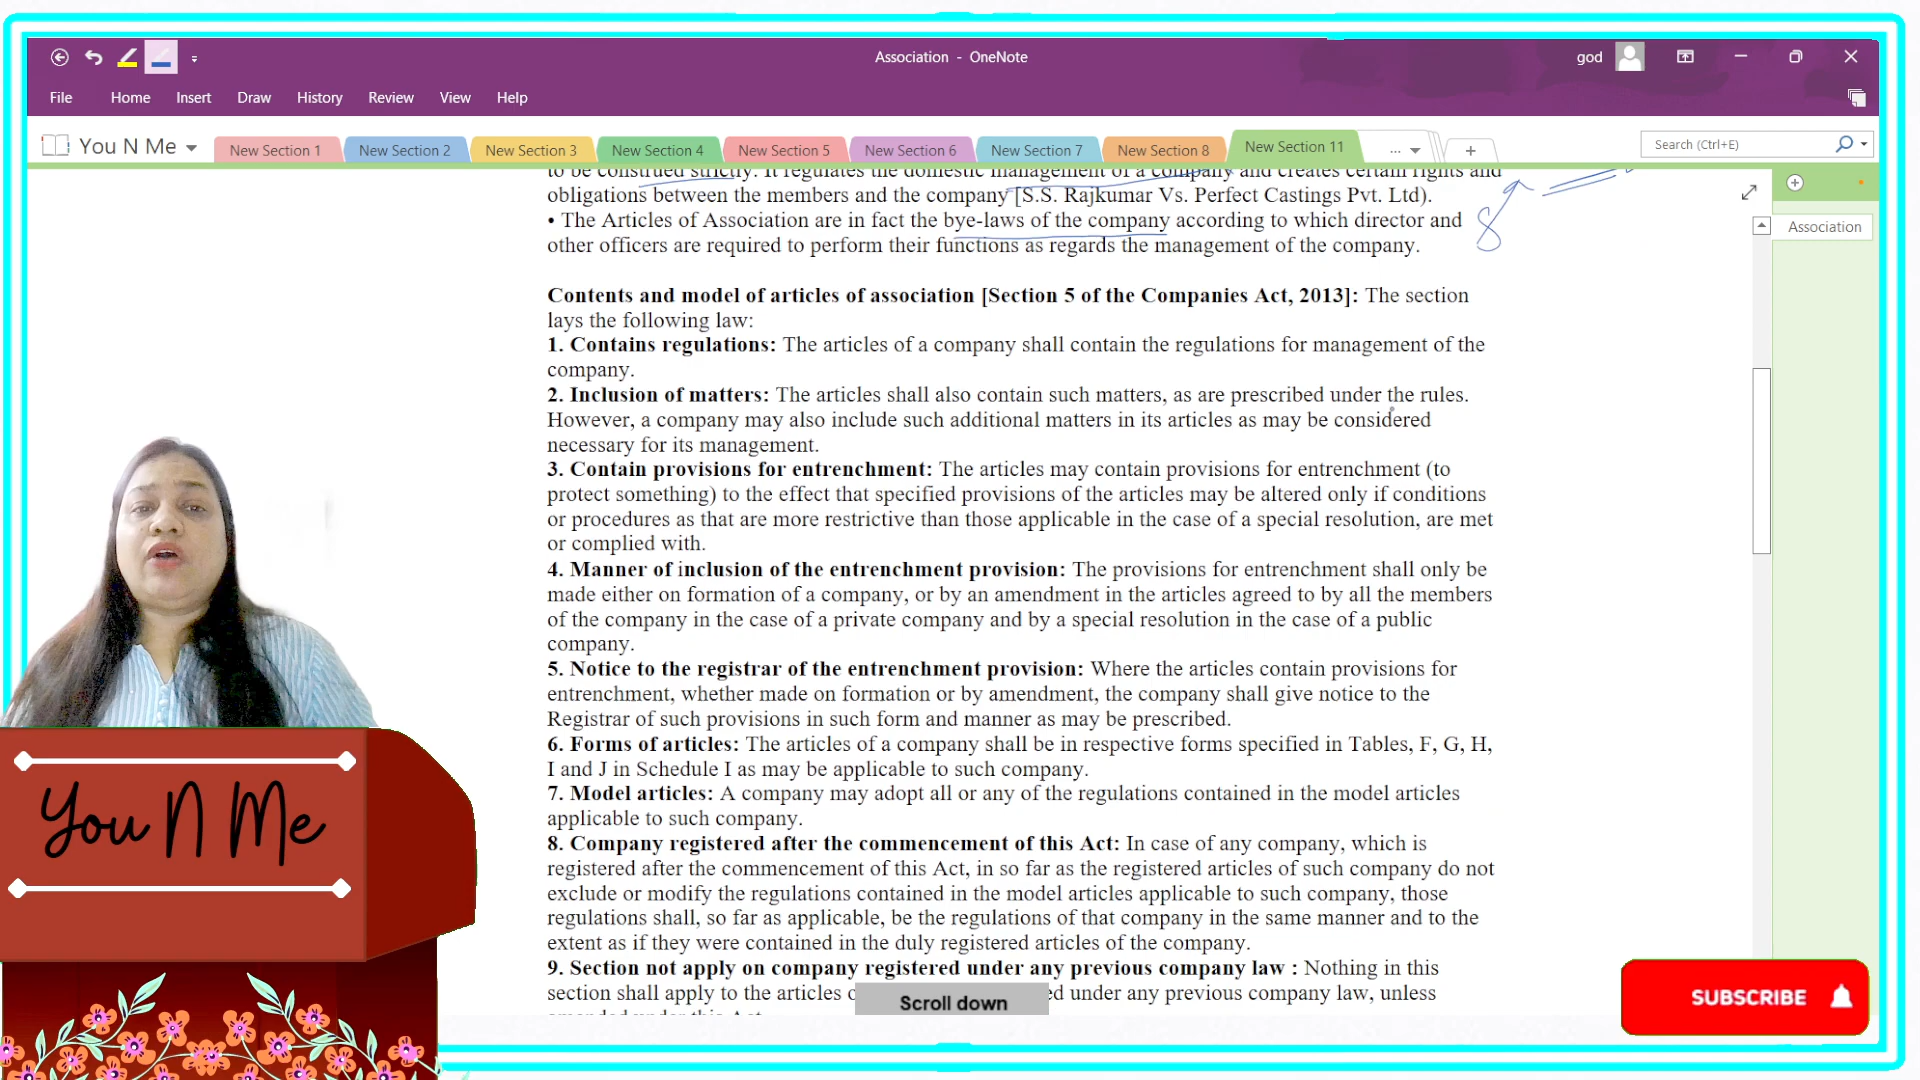 Association - OneNote
god
File Home Insert Draw History Review View Help
You N Me
New Section 1 New Section 2 New Section 3 New Section 4 New Section 5 New Section 6 New Section 7 New Section 8 New Section 11 ...
Search (Ctrl+E)
Association
to be construed strictly. It regulates the domestic management of a company and creates certain rights and
obligations between the members and the company [S.S. Rajkumar Vs. Perfect Castings Pvt. Ltd).
• The Articles of Association are in fact the bye-laws of the company according to which director and
other officers are required to perform their functions as regards the management of the company.
8
Contents and model of articles of association [Section 5 of the Companies Act, 2013]: The section
lays the following law:
1. Contains regulations: The articles of a company shall contain the regulations for management of the
company.
2. Inclusion of matters: The articles shall also contain such matters, as are prescribed under the rules.
However, a company may also include such additional matters in its articles as may be considered
necessary for its management.
3. Contain provisions for entrenchment: The articles may contain provisions for entrenchment (to
protect something) to the effect that specified provisions of the articles may be altered only if conditions
or procedures as that are more restrictive than those applicable in the case of a special resolution, are met
or complied with.
4. Manner of inclusion of the entrenchment provision: The provisions for entrenchment shall only be
made either on formation of a company, or by an amendment in the articles agreed to by all the members
of the company in the case of a private company and by a special resolution in the case of a public
company.
5. Notice to the registrar of the entrenchment provision: Where the articles contain provisions for
entrenchment, whether made on formation or by amendment, the company shall give notice to the
Registrar of such provisions in such form and manner as may be prescribed.
6. Forms of articles: The articles of a company shall be in respective forms specified in Tables, F, G, H,
I and J in Schedule I as may be applicable to such company.
7. Model articles: A company may adopt all or any of the regulations contained in the model articles
applicable to such company.
8. Company registered after the commencement of this Act: In case of any company, which is
registered after the commencement of this Act, in so far as the registered articles of such company do not
exclude or modify the regulations contained in the model articles applicable to such company, those
regulations shall, so far as applicable, be the regulations of that company in the same manner and to the
extent as if they were contained in the duly registered articles of the company.
9. Section not apply on company registered under any previous company law : Nothing in this
section shall apply to the articles under any previous company law, unless
Scroll down
You N Me
SUBSCRIBE